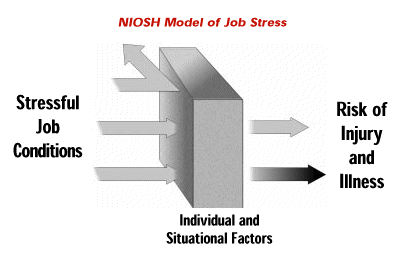 NIOSH Model of Job Stress
Stressful
Job
Conditions
Risk of
Injury
and
Illness
Individual and
Situational Factors